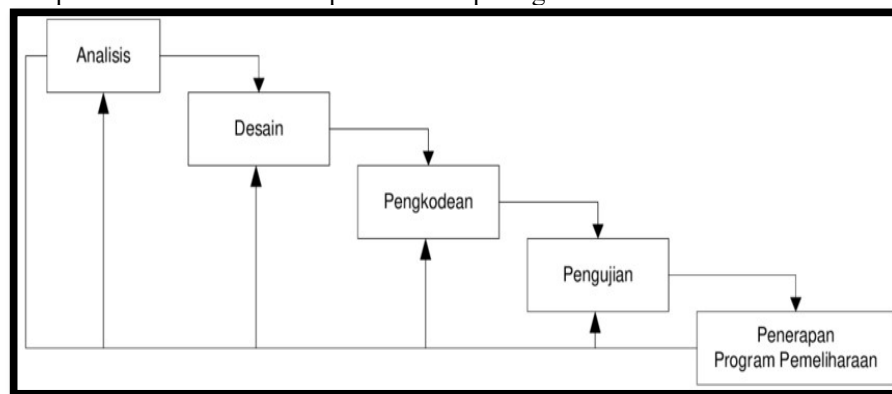 Analisis
Desain
Pengkodean
Pengujian
Penerapan
Program Pemeliharaan